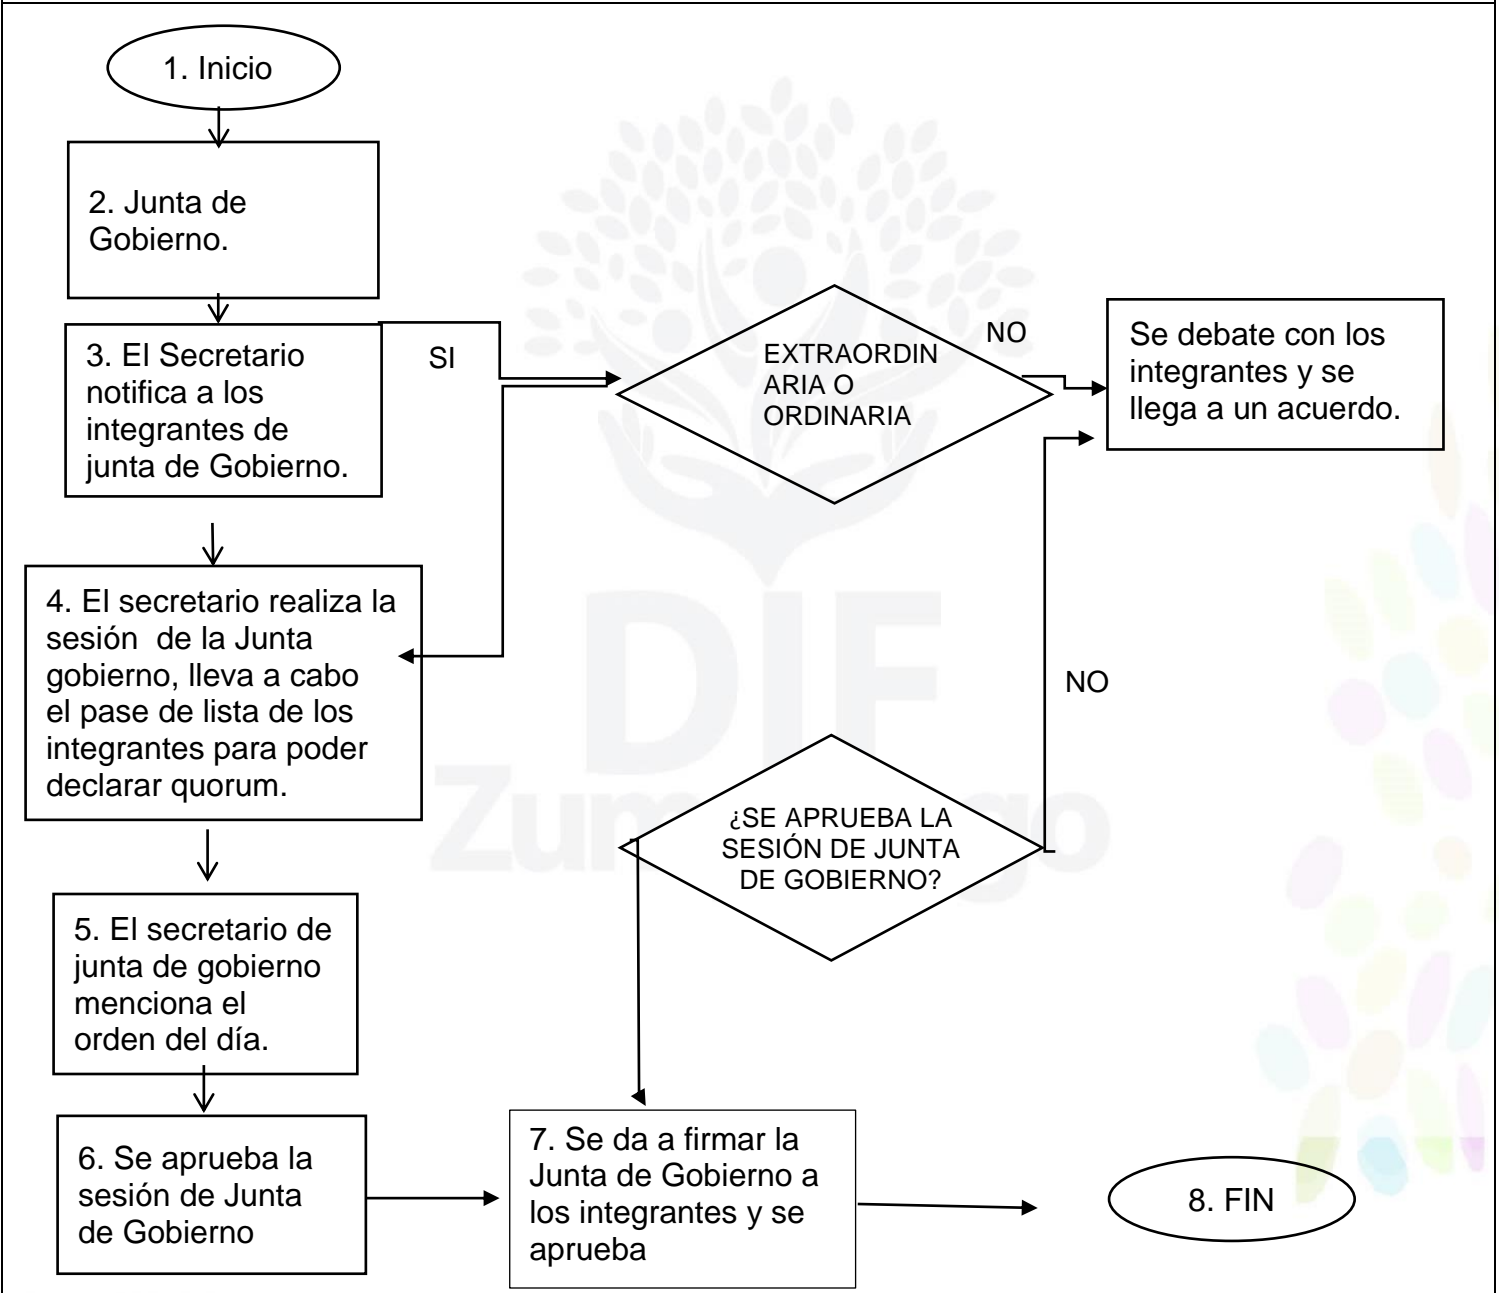 1. Inicio
2. Junta de
Gobierno.
3. El Secretario
notifica a los
integrantes de
junta de Gobierno.
SI
EXTRAORDIN
ARIA O
ORDINARIA
NO
Se debate con los
integrantes y se
llega a un acuerdo.
4. El secretario realiza la
sesión  de la Junta
gobierno, lleva a cabo
el pase de lista de los
integrantes para poder
declarar quorum.
NO
¿SE APRUEBA LA
SESIÓN DE JUNTA
DE GOBIERNO?
5. El secretario de
junta de gobierno
menciona el
orden del día.
6. Se aprueba la
sesión de Junta
de Gobierno
7. Se da a firmar la
Junta de Gobierno a
los integrantes y se
aprueba
8. FIN
DIF